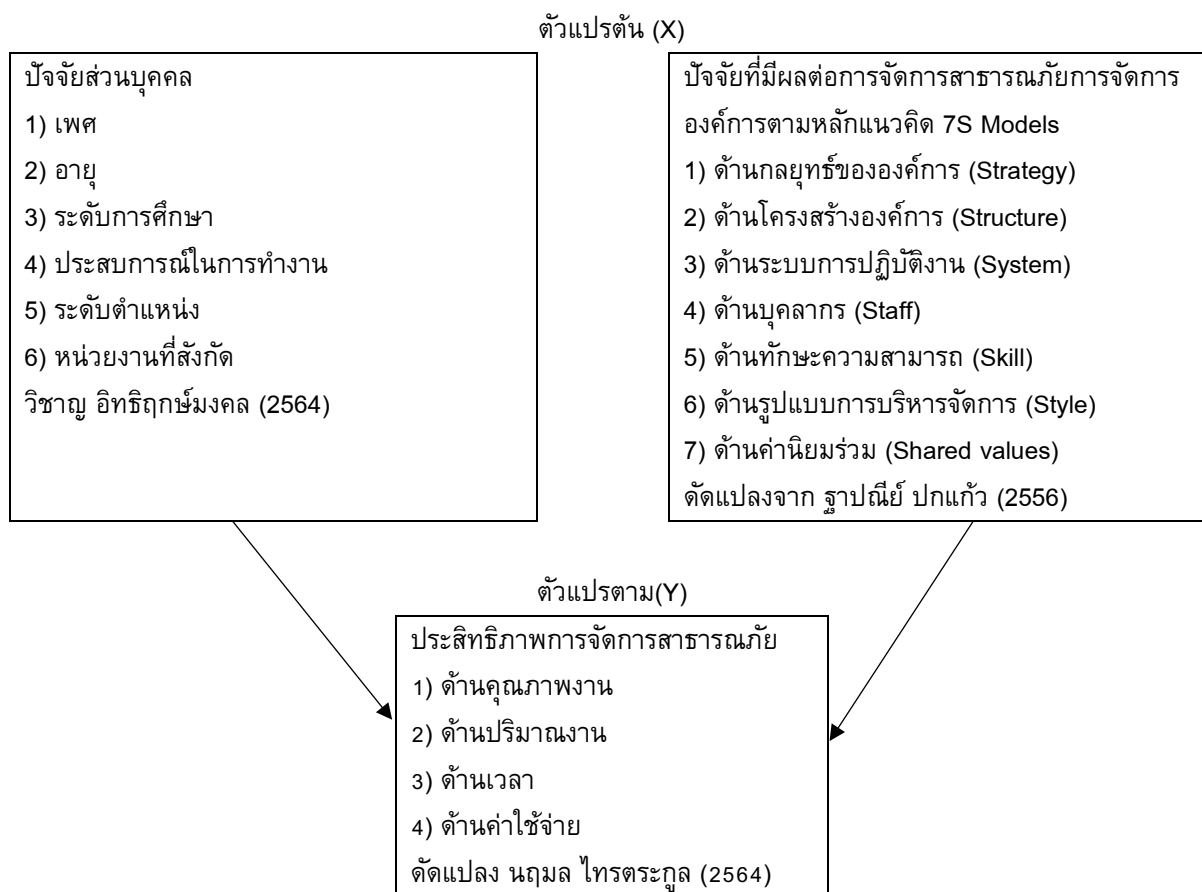 ตัวแปรต้น (X)
ปัจจัยส่วนบุคคล
1) เพศ
2) อายุ
3) ระดับการศึกษา
4) ประสบการณ์ในการทำงาน
5) ระดับตำแหน่ง
6) หน่วยงานที่สังกัด
วิชาญ อิทธิฤกษ์มงคล (2564)
ปัจจัยที่มีผลต่อการจัดการสาธารณภัยการจัดการ
องค์การตามหลักแนวคิด 7S Models
1) ด้านกลยุทธ์ขององค์การ (Strategy)
2) ด้านโครงสร้างองค์การ (Structure)
3) ด้านระบบการปฏิบัติงาน (System)
4) ด้านบุคลากร (Staff)
5) ด้านทักษะความสามารถ (Skill)
6) ด้านรูปแบบการบริหารจัดการ (Style)
7) ด้านค่านิยมร่วม (Shared values)
ดัดแปลงจาก ฐาปณีย์ ปกแก้ว (2556)
ตัวแปรตาม(Y)
ประสิทธิภาพการจัดการสาธารณภัย
1) ด้านคุณภาพงาน
2) ด้านปริมาณงาน
3) ด้านเวลา
4) ด้านค่าใช้จ่าย
ดัดแปลง นฤมล ไทรตระกูล (2564)